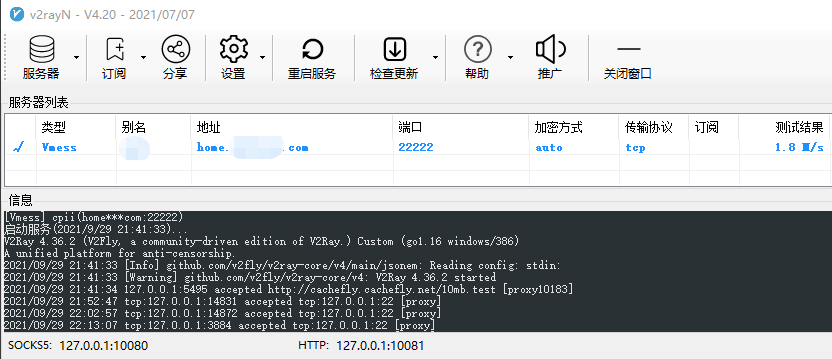 v2rayN - V4.20 - 2021/07/07
服务器 订阅 分享 设置 重启服务 检查更新 帮助 推广 关闭窗口
服务器列表
类型 别名 地址 端口 加密方式 传输协议 订阅 测试结果
✓ Vmess home. .com 22222 auto tcp 1.8 M/s
信息
[Vmess] cpii(home***com:22222)
启动服务(2021/9/29 21:41:33)...
V2Ray 4.36.2 (V2Fly, a community-driven edition of V2Ray.) Custom (go1.16 windows/386)
A unified platform for anti-censorship.
2021/09/29 21:41:33 [Info] github.com/v2fly/v2ray-core/v4/main/jsonem: Reading config: stdin:
2021/09/29 21:41:33 [Warning] github.com/v2fly/v2ray-core/v4: V2Ray 4.36.2 started
2021/09/29 21:41:34 127.0.0.1:5495 accepted http://cachefly.cachefly.net/10mb.test [proxy10183]
2021/09/29 21:52:47 tcp:127.0.0.1:14831 accepted tcp:127.0.0.1:22 [proxy]
2021/09/29 22:02:57 tcp:127.0.0.1:14872 accepted tcp:127.0.0.1:22 [proxy]
2021/09/29 22:13:07 tcp:127.0.0.1:3884 accepted tcp:127.0.0.1:22 [proxy]
SOCKS5: 127.0.0.1:10080 HTTP: 127.0.0.1:10081